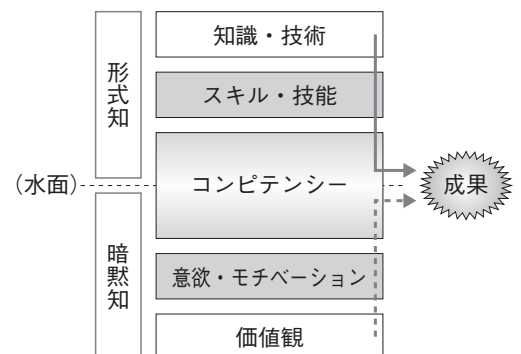 形式知
知識・技術
スキル・技能
(水面)
コンピテンシー
成果
暗黙知
意欲・モチベーション
価値観